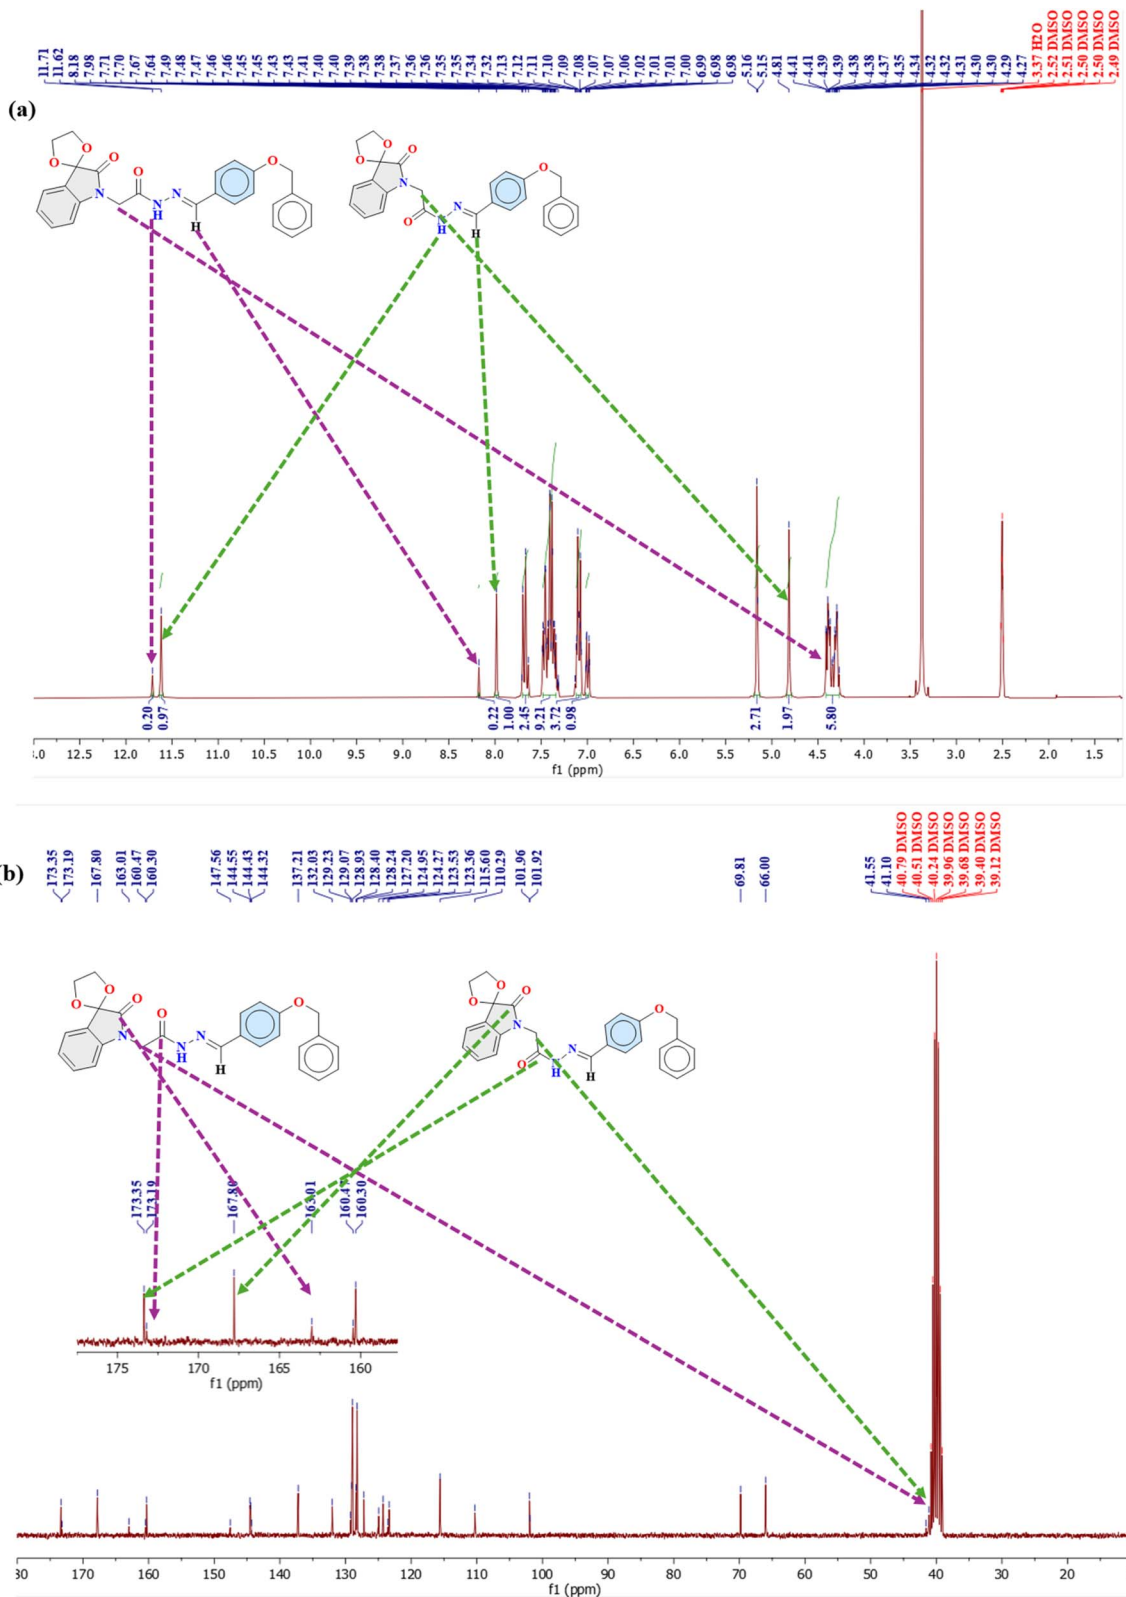 11.71 11.62 8.18 7.98 7.71 7.70 7.67 7.64 7.49 7.48 7.47 7.46 7.46 7.45 7.45 7.43 7.43 7.41 7.40 7.40 7.39 7.38 7.38 7.37 7.36 7.36 7.35 7.35 7.34 7.32 7.13 7.12 7.11 7.10 7.09 7.08 7.07 7.07 7.06 7.02 7.01 7.01 7.00 6.99 6.98 6.98 5.16 5.15 4.81 4.41 4.41 4.39 4.39 4.38 4.38 4.37 4.35 4.34 4.32 4.32 4.31 4.30 4.30 4.29 4.27 3.37 H2O 2.52 DMSO 2.51 DMSO 2.50 DMSO 2.50 DMSO 2.49 DMSO
(a)
O O O O N N N H H O
O O O O N N N H H O
0.20 0.97 0.22 1.00 2.45 9.21 3.72 0.98 2.71 1.97 5.80
12.5 12.0 11.5 11.0 10.5 10.0 9.5 9.0 8.5 8.0 7.5 7.0 6.5 6.0 5.5 5.0 4.5 4.0 3.5 3.0 2.5 2.0 1.5
f1 (ppm)
173.35 173.19 167.80 163.01 160.47 160.30 147.56 144.55 144.43 144.32 137.21 132.03 129.23 129.07 128.93 128.40 128.24 127.20 124.95 124.27 123.53 123.36 115.60 110.29 101.96 101.92 69.81 66.00 41.55 41.10 40.79 DMSO 40.51 DMSO 40.24 DMSO 39.96 DMSO 39.68 DMSO 39.40 DMSO 39.12 DMSO
(b)
O O O O N N N H H O
O O O O N N N H H O
173.35 173.19 167.80 163.01 160.47 160.30
175 170 165 160
f1 (ppm)
170 160 150 140 130 120 110 100 90 80 70 60 50 40 30 20
f1 (ppm)